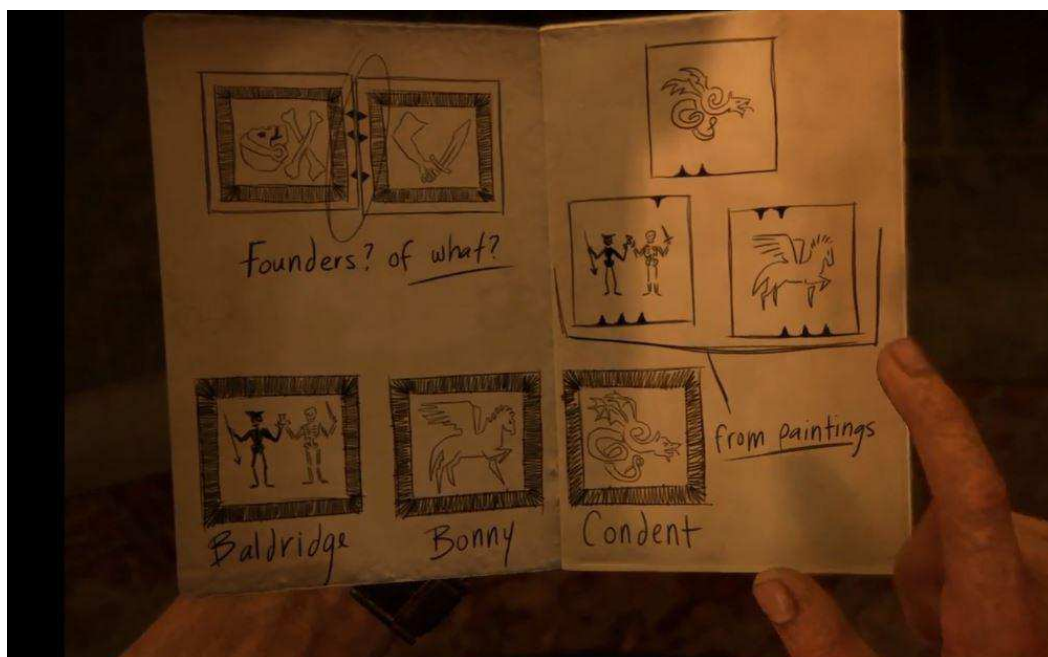 Founders? of what?
Baldridge
Bonny
Condent
from paintings